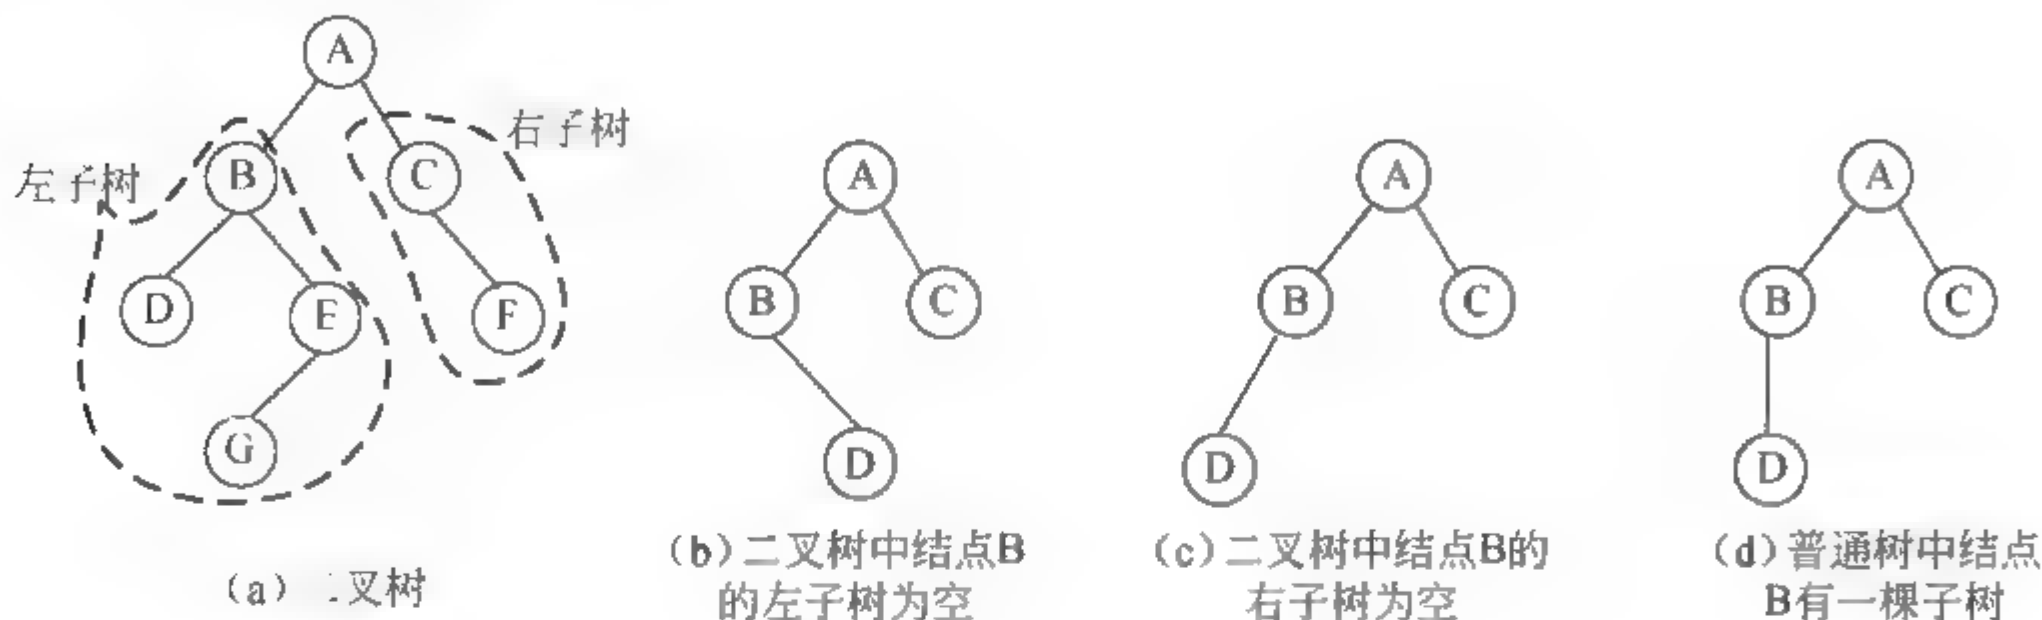 A
右子树
左子树
B
C
D
E
F
G
(a) 二叉树
A
B
C
D
(b)二叉树中结点B
的左子树为空
A
B
C
D
(c)二叉树中结点B的
右子树为空
A
B
C
D
(d)普通树中结点
B有一棵子树